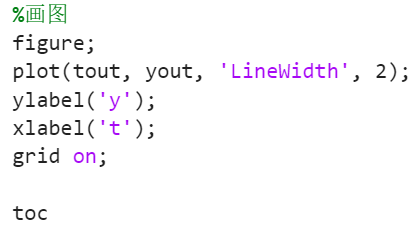 %画图
figure;
plot(tout, yout, 'LineWidth', 2);
ylabel('y');
xlabel('t');
grid on;
toc